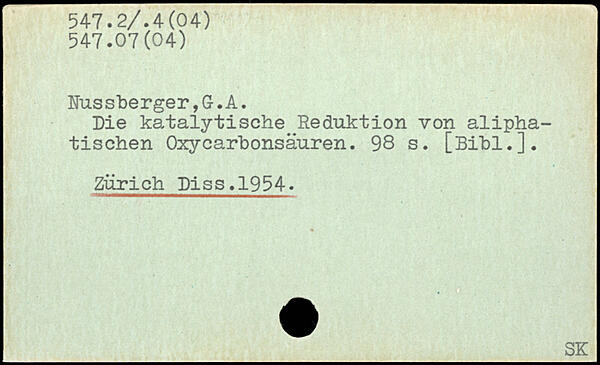 547.2/.4(04)
547.07(04)
Nussberger,G.A.
Die katalytische Reduktion von alipha-
tischen Oxycarbonsäuren. 98 s. [Bibl.].
Zürich Diss.1954.
SK